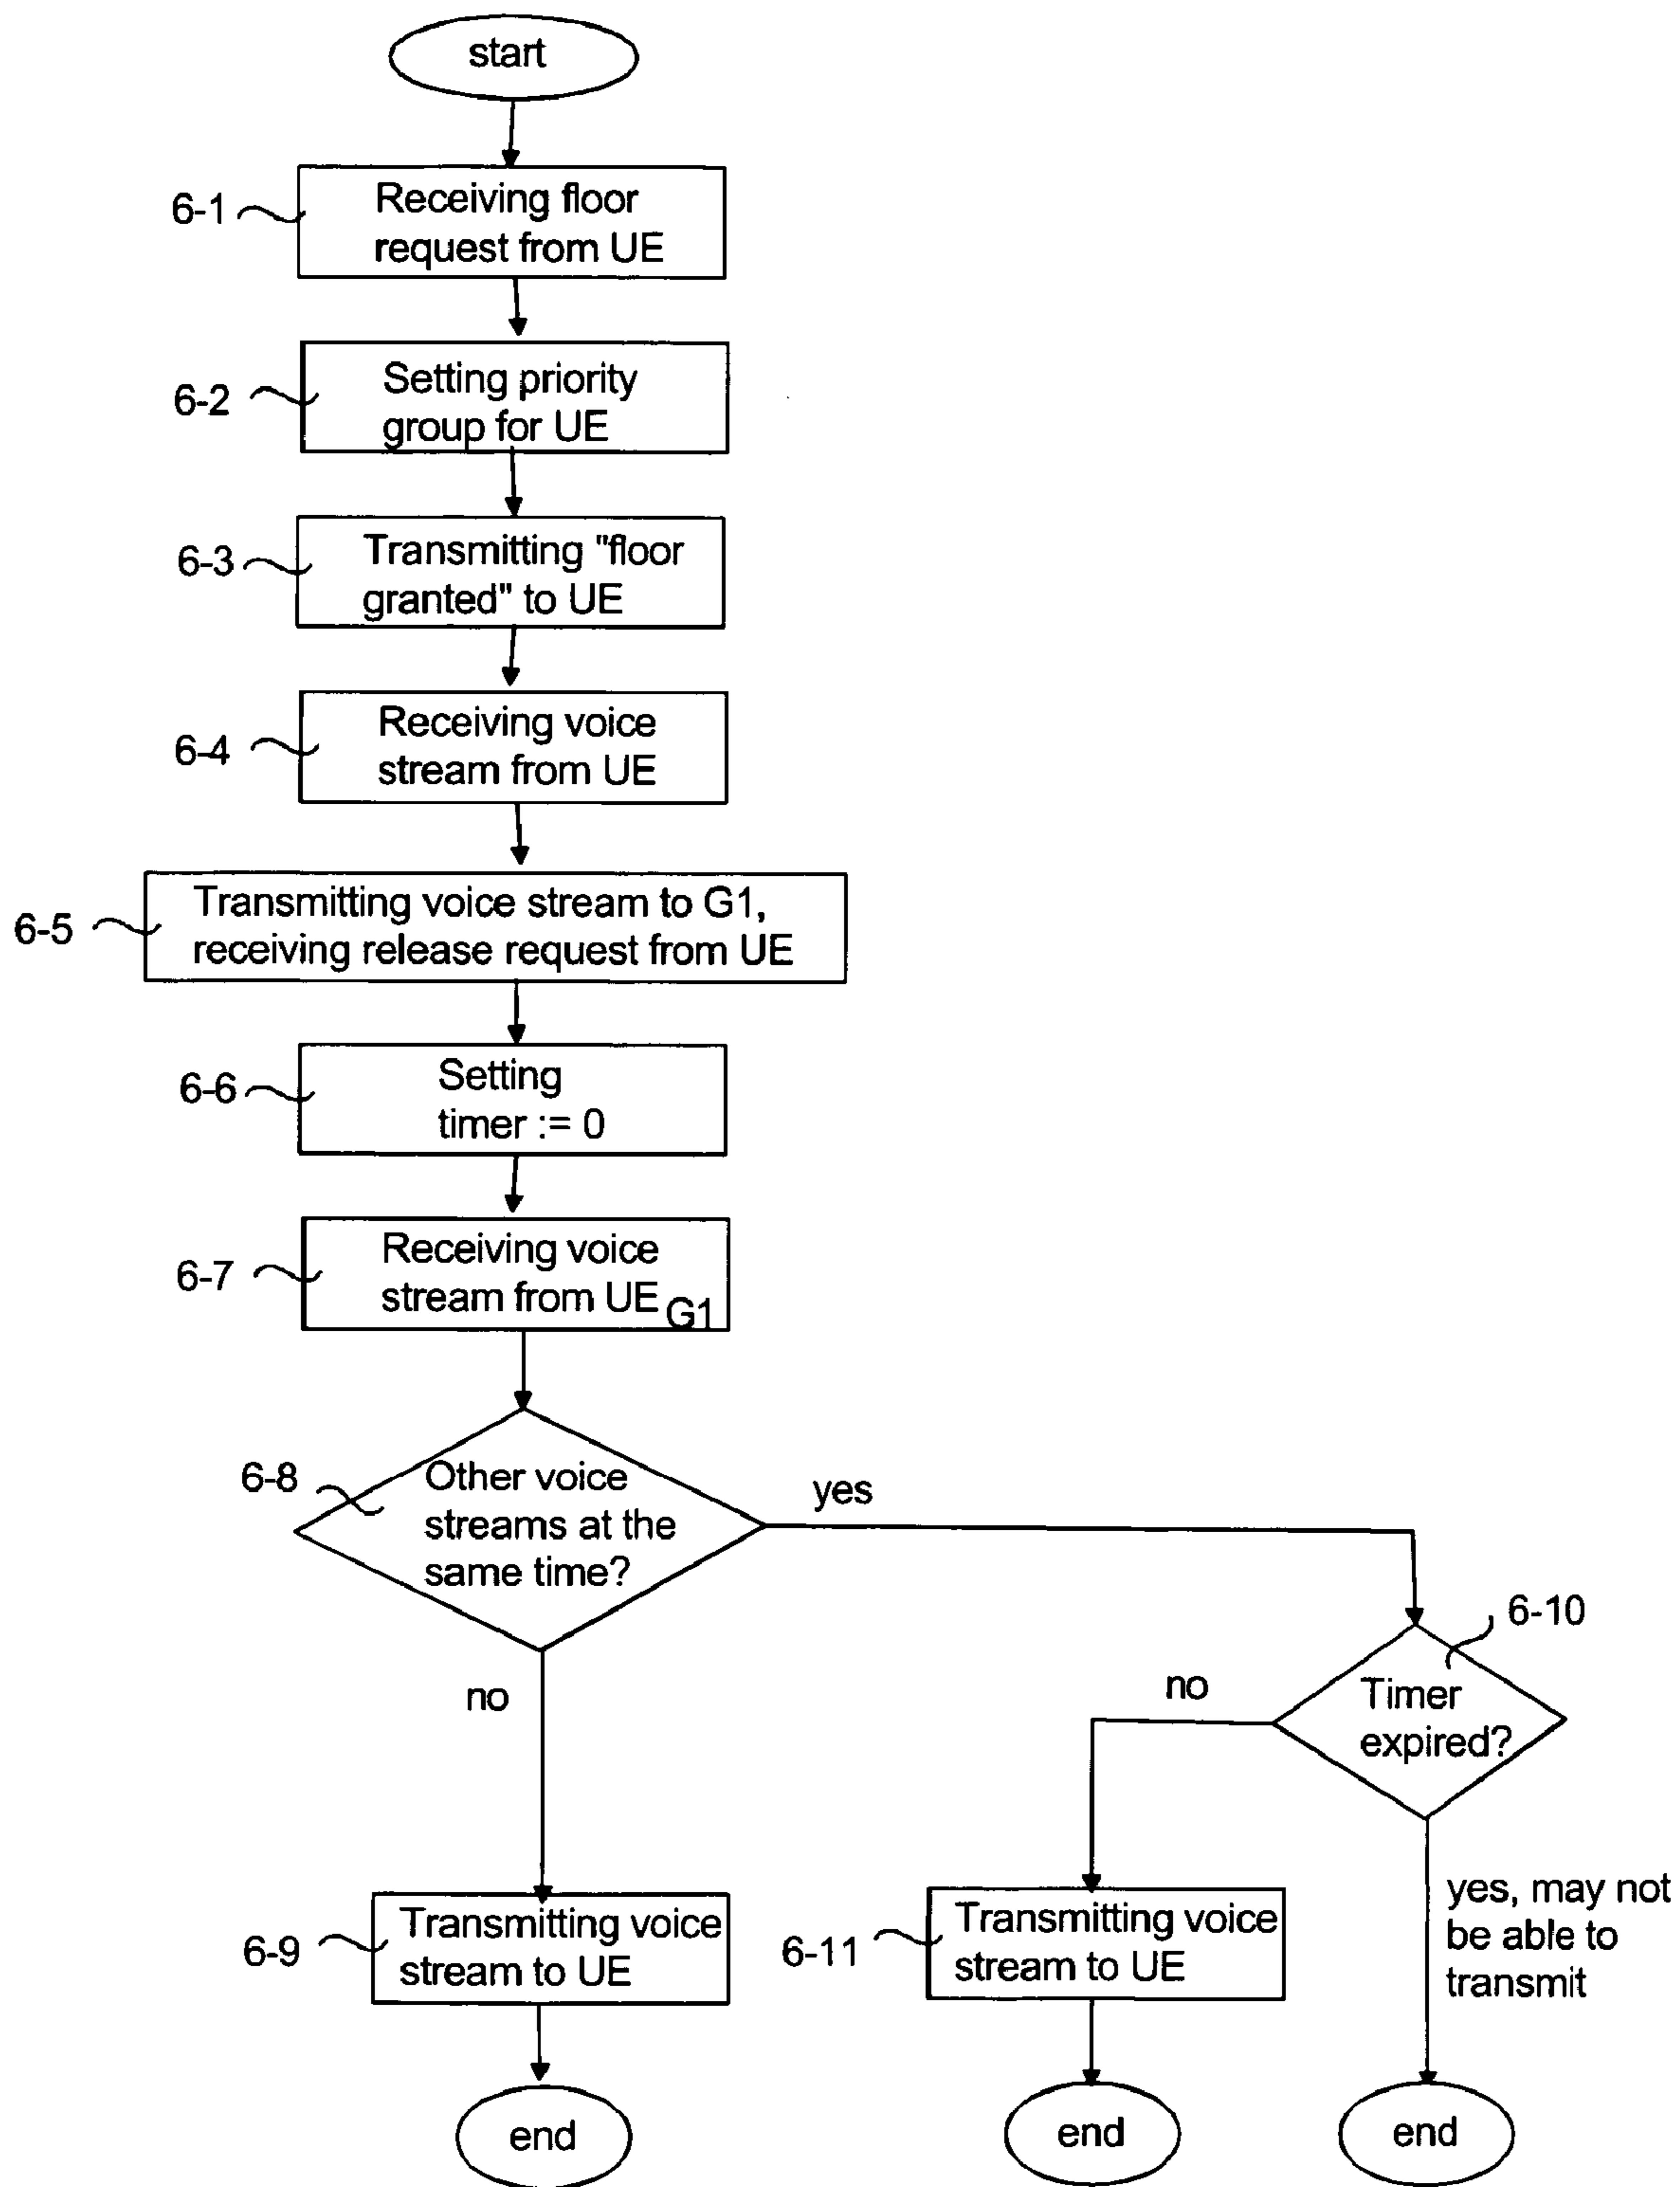 start
6-1
Receiving floor
request from UE
6-2
Setting priority
group for UE
6-3
Transmitting "floor
granted" to UE
6-4
Receiving voice
stream from UE
6-5
Transmitting voice stream to G1,
receiving release request from UE
6-6
Setting
timer := 0
6-7
Receiving voice
stream from UE G1
6-8
Other voice
streams at the
same time?
yes
no
6-10
Timer
expired?
no
yes, may not
be able to
transmit
6-9
Transmitting voice
stream to UE
6-11
Transmitting voice
stream to UE
end
end
end